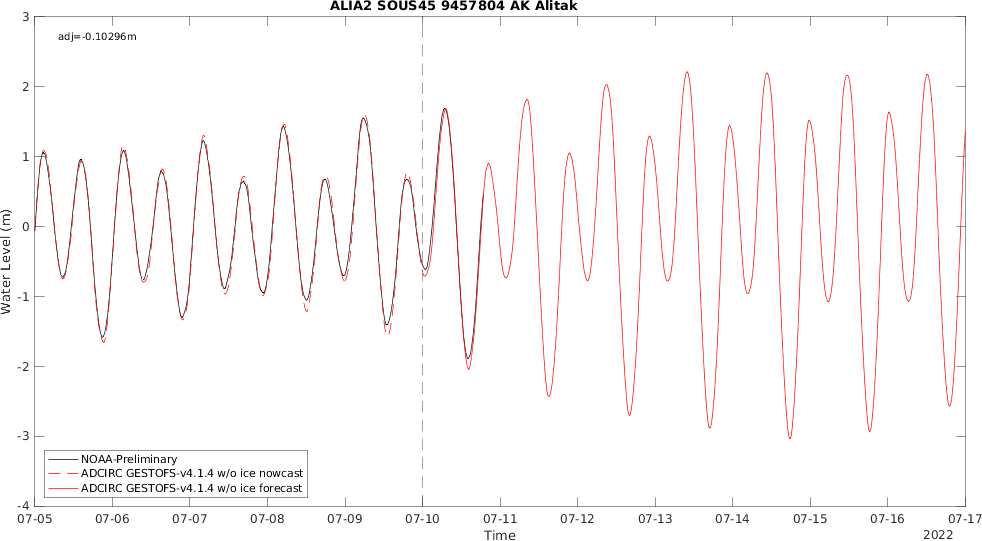 ALIA2 SOUS45 9457804 AK Alitak
adj=-0.10296m
3
2
1
0
-1
-2
-3
-4
Water Level (m)
NOAA-Preliminary
ADCIRC GESTOFS-v4.1.4 w/o ice nowcast
ADCIRC GESTOFS-v4.1.4 w/o ice forecast
07-05 07-06 07-07 07-08 07-09 07-10 07-11 07-12 07-13 07-14 07-15 07-16 07-17
Time
2022